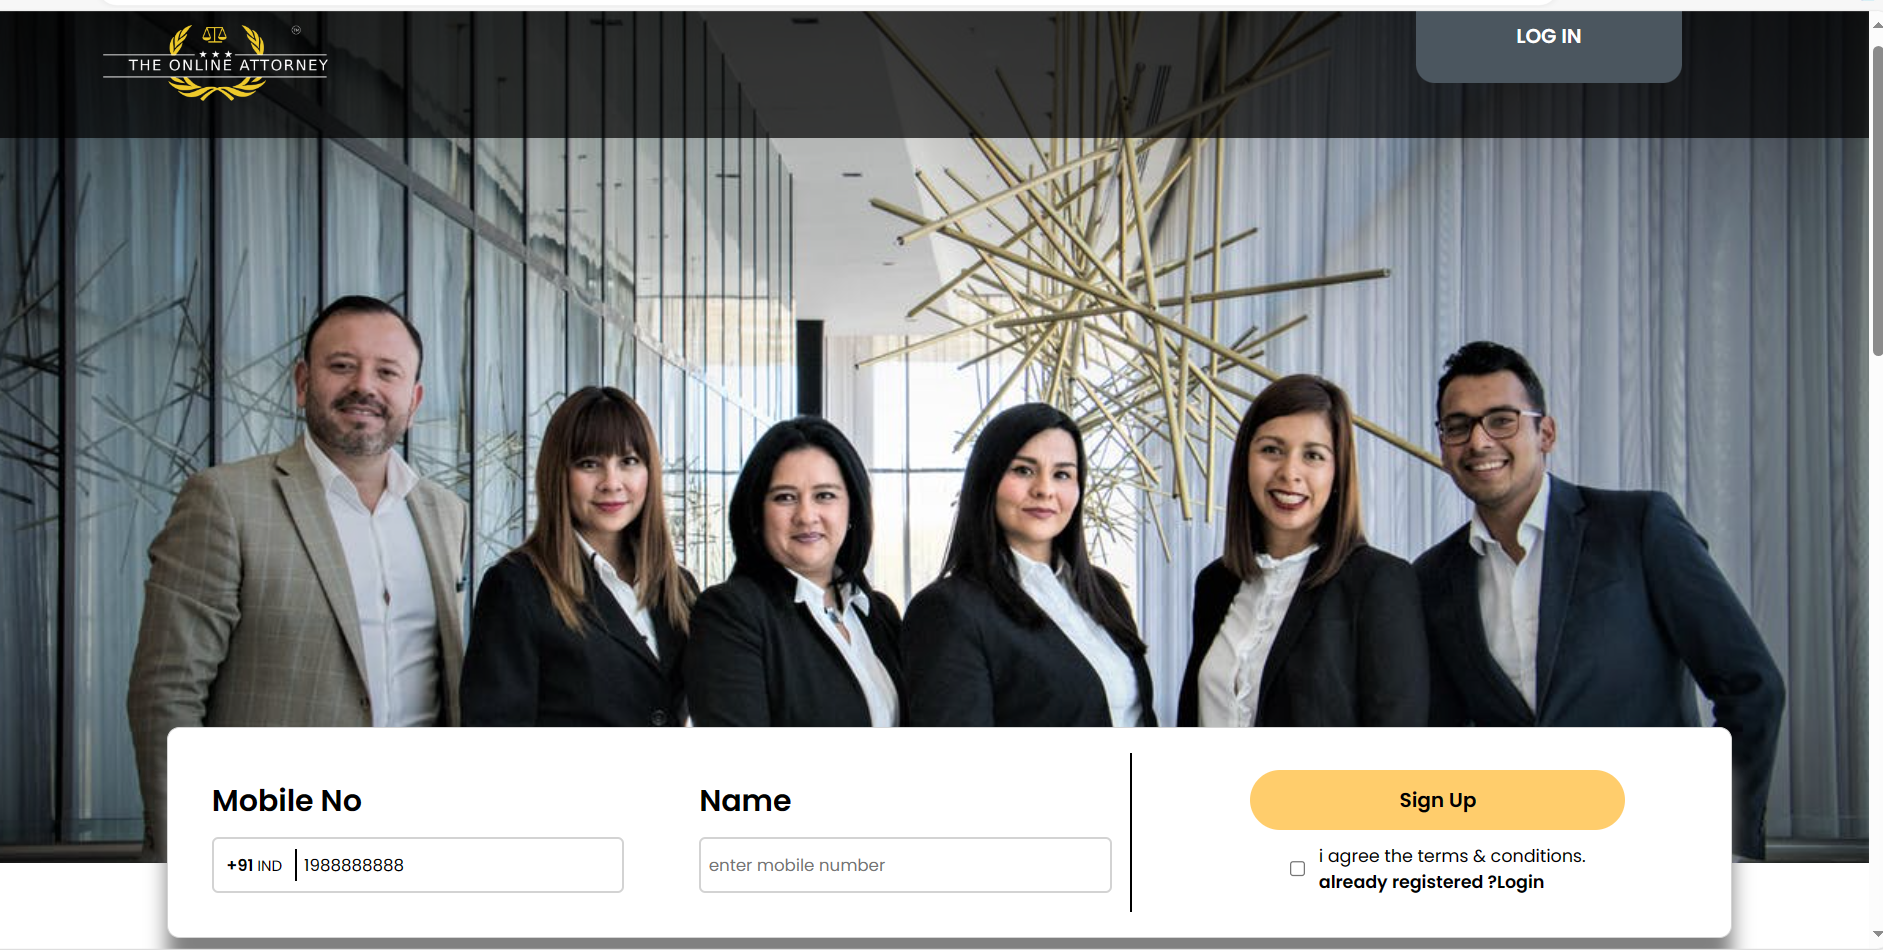 THE ONLINE ATTORNEY
TM
LOG IN
Mobile No
+91 IND 1988888888
Name
enter mobile number
Sign Up
i agree the terms & conditions.
already registered ?Login